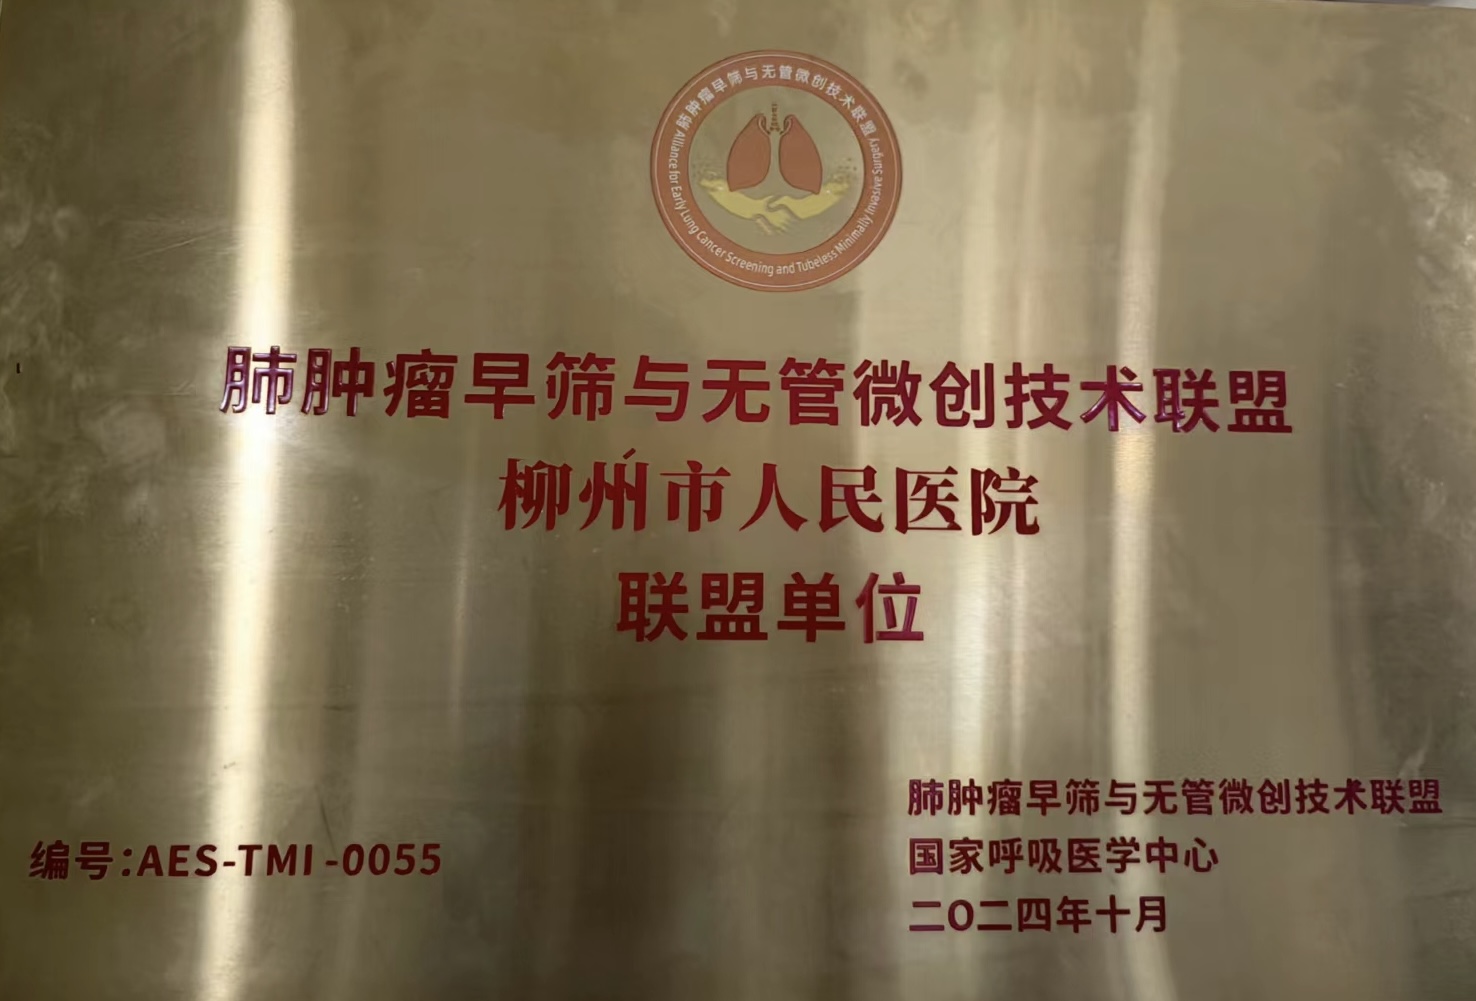 肺肿瘤早筛与无管微创技术联盟
Alliance for Early Lung Cancer Screening and Tubeless Minimally Invasive Surgery
肺肿瘤早筛与无管微创技术联盟
柳州市人民医院
联盟单位
编号:AES-TMI-0055
肺肿瘤早筛与无管微创技术联盟
国家呼吸医学中心
二O二四年十月